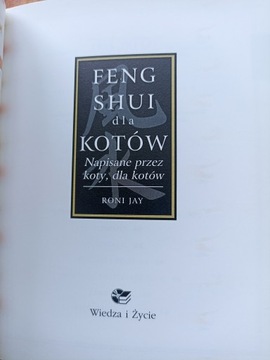 FENG
SHUI
dla
KOTÓW
Napisane przez
koty, dla kotów
RONI JAY
Wiedza i Życie